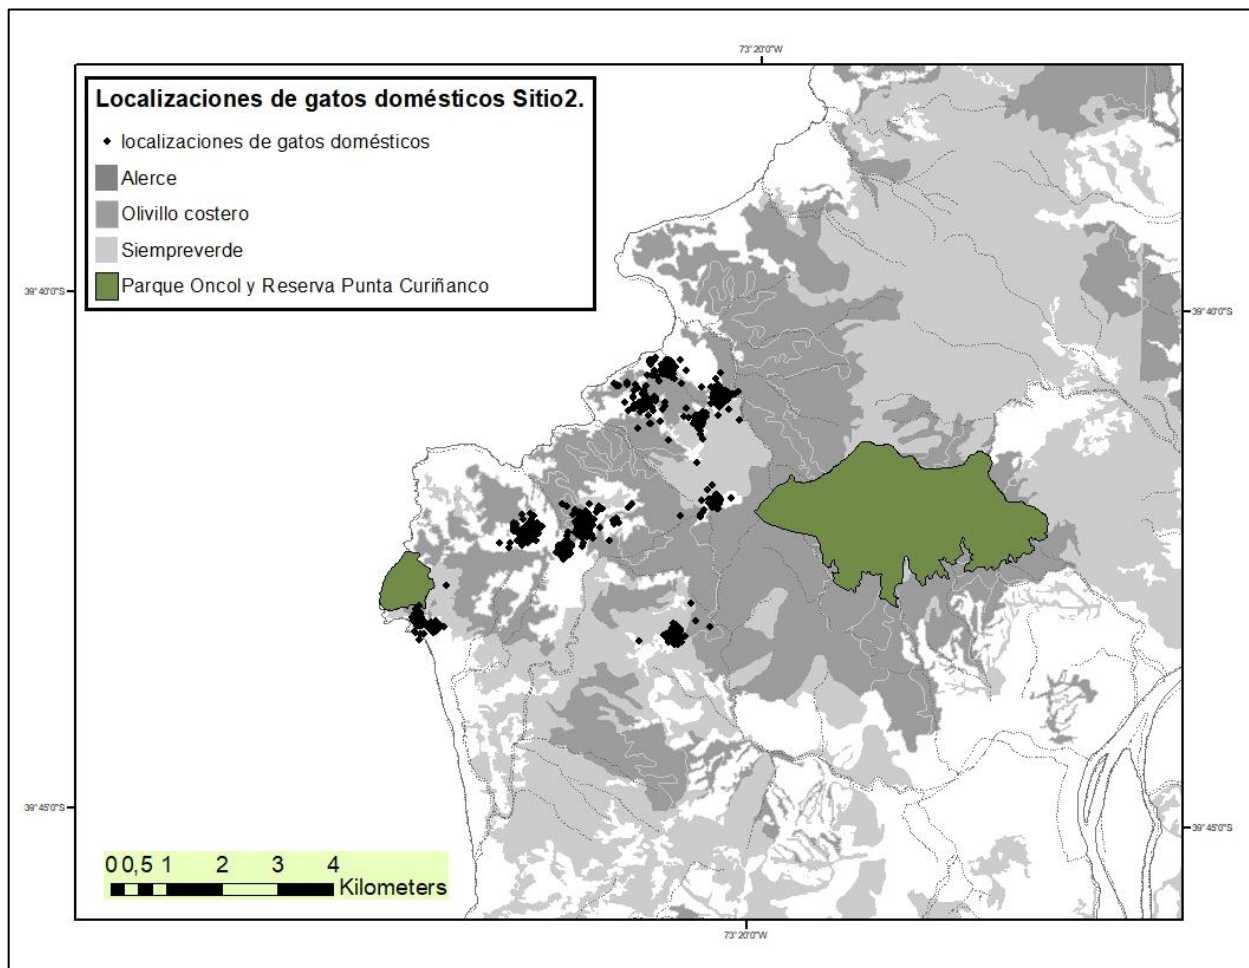 73°20'0"W
Localizaciones de gatos domésticos Sitio2.
localizaciones de gatos domésticos
Alerce
Olivillo costero
Siempreverde
Parque Oncol y Reserva Punta Curiñanco
39°40'0"S
39°40'0"S
39°45'0"S
39°45'0"S
0 0,5 1 2 3 4
Kilometers
73°20'0"W